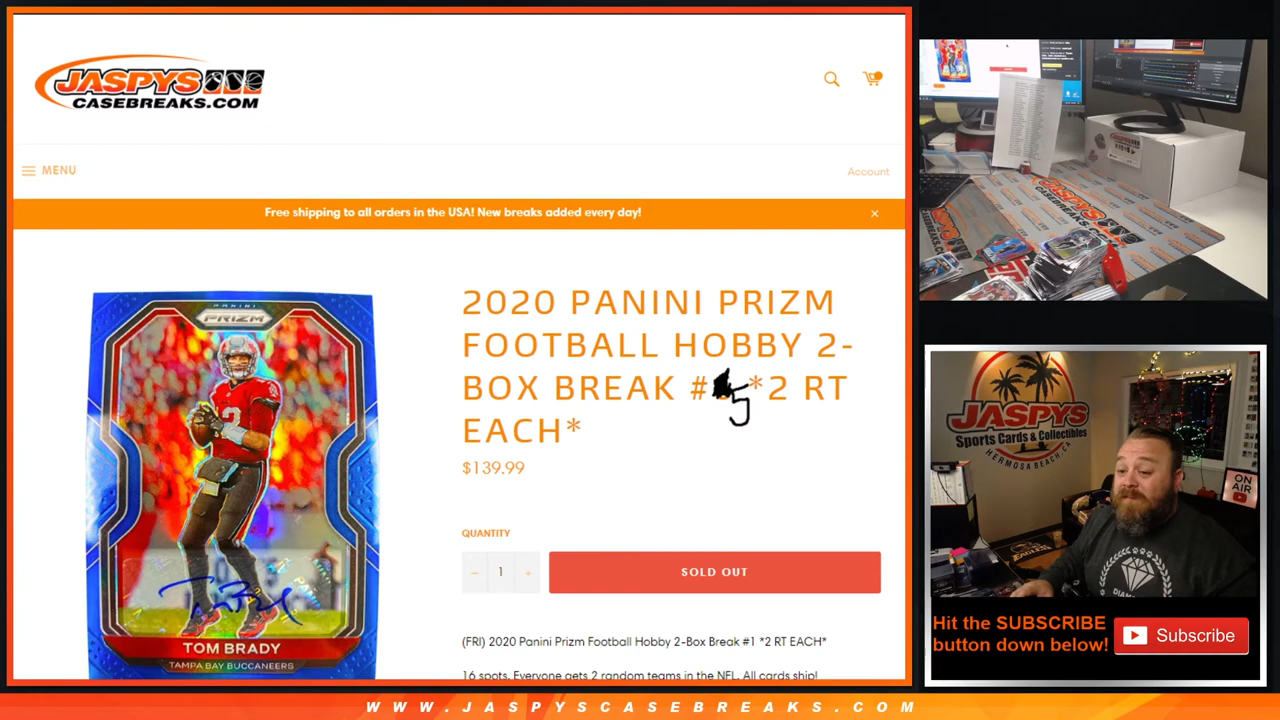 JASPYS
CASEBREAKS.COM
MENU
Account
Free shipping to all orders in the USA! New breaks added every day!
×
PANINI
PRIZM
TOM BRADY
TAMPA BAY BUCCANEERS
2020 PANINI PRIZM
FOOTBALL HOBBY 2-
BOX BREAK #5 *2 RT
EACH*
$139.99
QUANTITY
− 1 +
SOLD OUT
(FRI) 2020 Panini Prizm Football Hobby 2-Box Break #1 *2 RT EACH*
16 spots. Everyone gets 2 random teams in the NFL. All cards ship!
JASPYS
Sports Cards & Collectibles
HERMOSA BEACH, CA
ON
AIR
EAGLES
DIAM
Hit the SUBSCRIBE
button down below!
Subscribe
WWW.JASPYSCASEBREAKS.COM